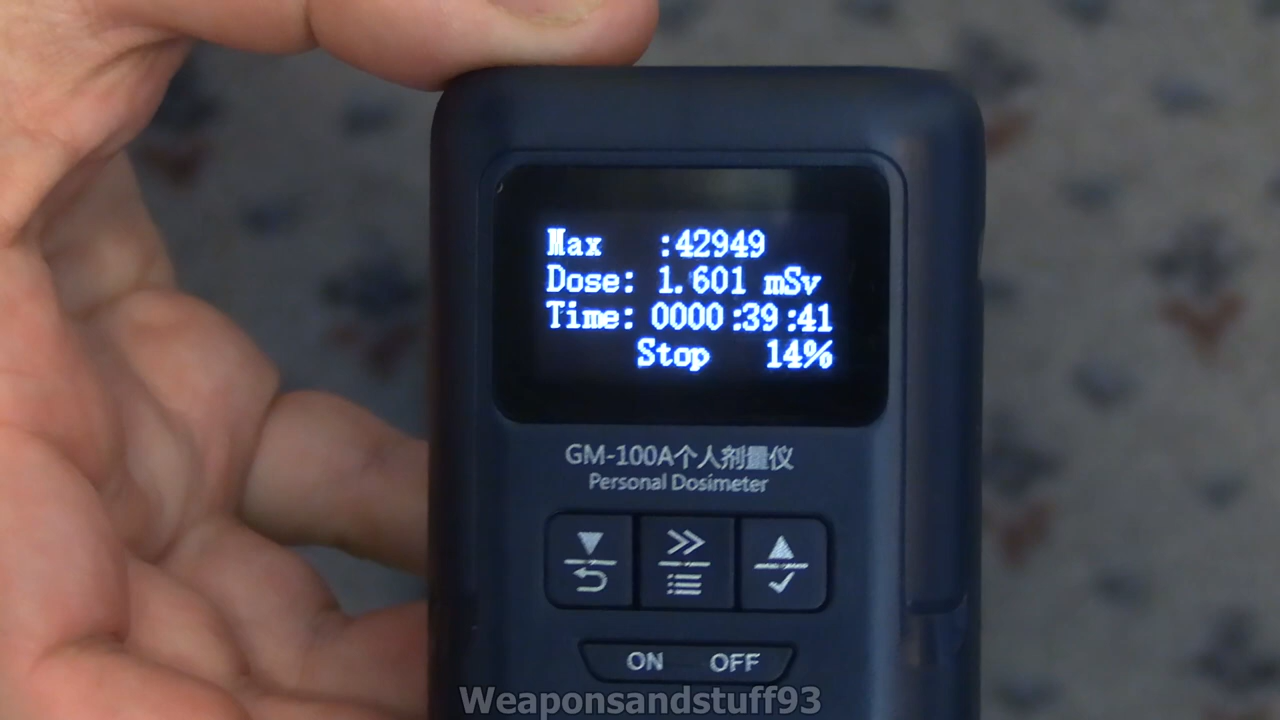 Max :42949
Dose: 1.601 mSv
Time: 0000:39:41
Stop 14%
GM-100A个人剂量仪
Personal Dosimeter
ON OFF
Weaponsandstuff93